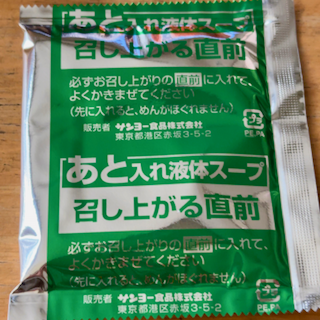 「あと入れ液体スープ
召し上がる直前
必ずお召し上がりの直前に入れて、
よくかきまぜてください
(先に入れると、めんがほぐれません)
販売者 サンヨー食品株式会社
東京都港区赤坂3-5-2
プラ
PE,PA
「あと入れ液体スープ
召し上がる直前
必ずお召し上がりの直前に入れて、
よくかきまぜてください
(先に入れると、めんがほぐれません)
販売者 サンヨー食品株式会社
東京都港区赤坂3-5-2
プラ
PE,PA